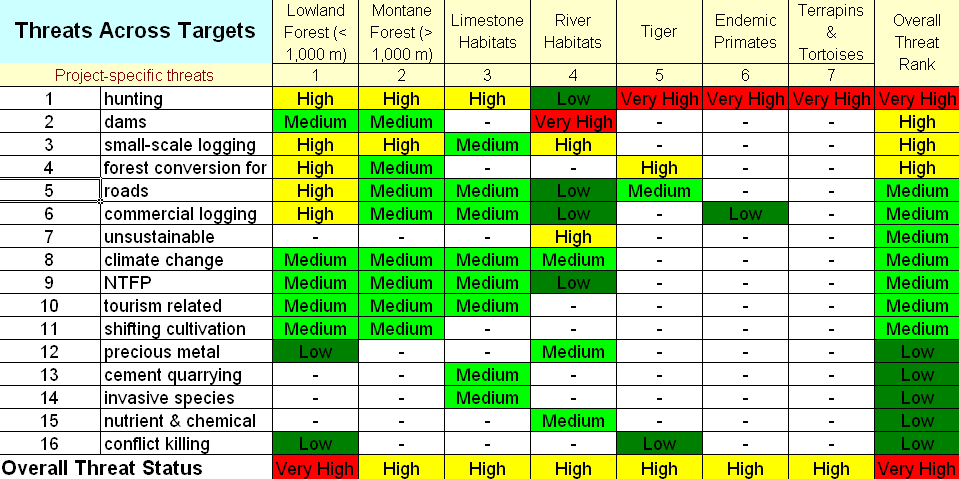 Threats Across Targets
Lowland Forest (< 1,000 m)
Montane Forest (> 1,000 m)
Limestone Habitats
River Habitats
Tiger
Endemic Primates
Terrapins & Tortoises
Overall Threat Rank
Project-specific threats 1 2 3 4 5 6 7
1 hunting High High High Low Very High Very High Very High Very High
2 dams Medium Medium - Very High - - - High
3 small-scale logging High High Medium High - - - High
4 forest conversion for High Medium - - High - - High
5 roads High Medium Medium Low Medium - - Medium
6 commercial logging High Medium Medium Low - Low - Medium
7 unsustainable - - - High - - - Medium
8 climate change Medium Medium Medium Medium - - - Medium
9 NTFP Medium Medium Medium Low - - - Medium
10 tourism related Medium Medium Medium - - - - Medium
11 shifting cultivation Medium Medium - - - - - Medium
12 precious metal Low - - Medium - - - Low
13 cement quarrying - - Medium - - - - Low
14 invasive species - - Medium - - - - Low
15 nutrient & chemical - - - Medium - - - Low
16 conflict killing Low - - - Low - - Low
Overall Threat Status Very High High High High High High High Very High